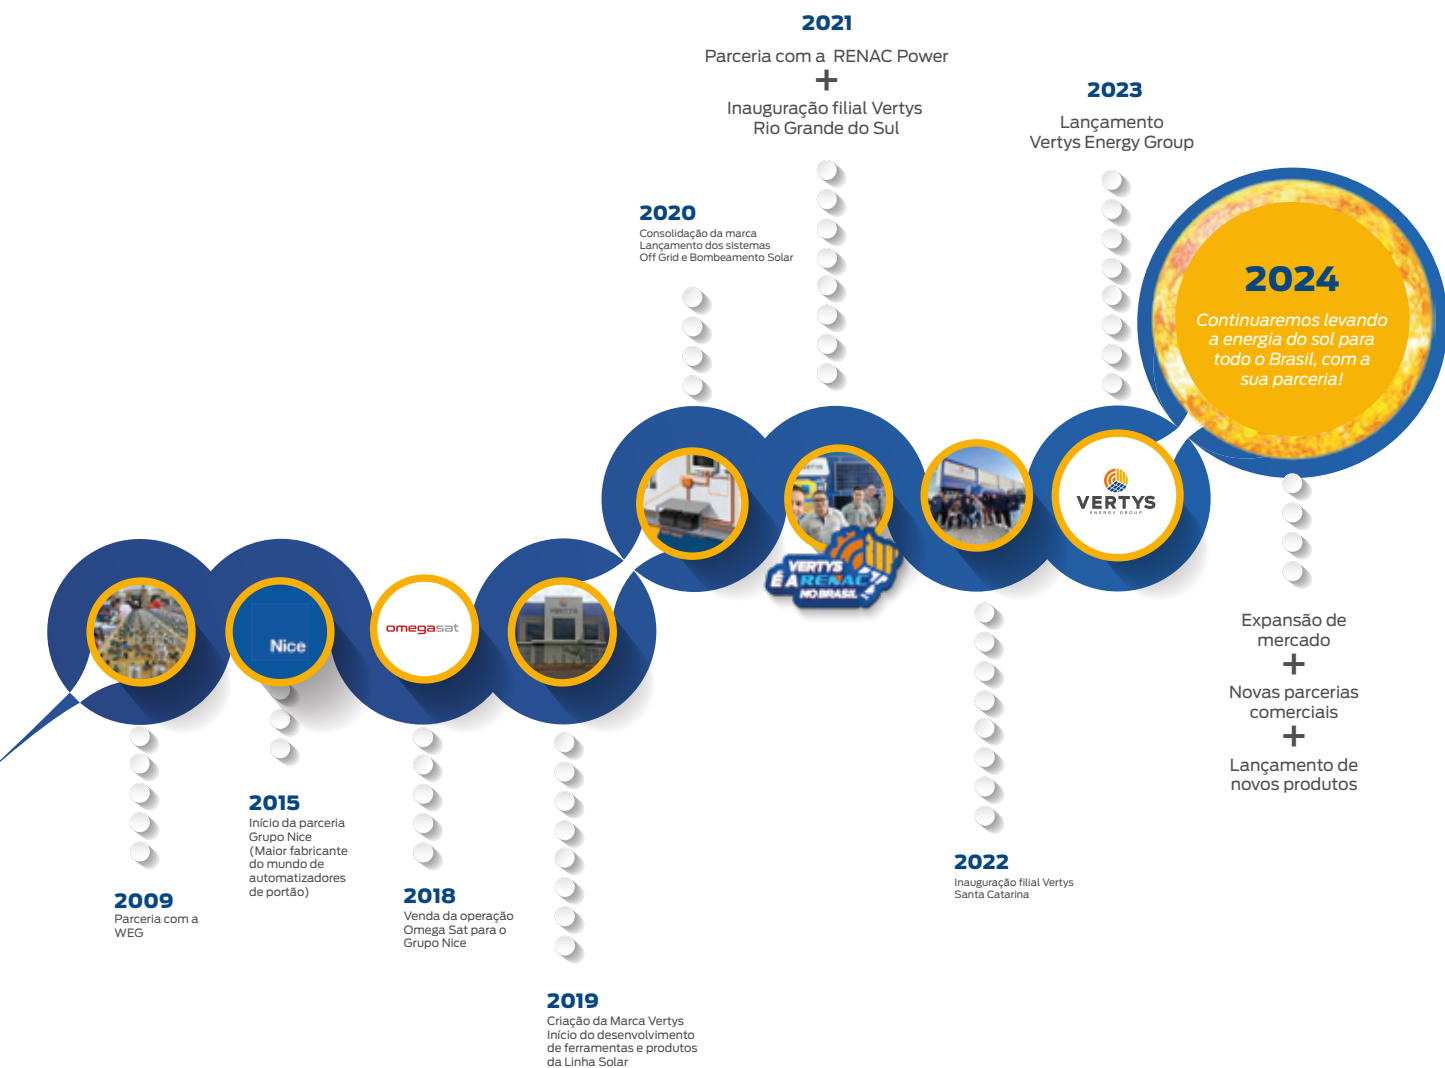 2009
Parceria com a
WEG
2015
Início da parceria
Grupo Nice
(Maior fabricante
do mundo de
automatizadores
de portão)
Nice
2018
Venda da operação
Omega Sat para o
Grupo Nice
omegasat
2019
Criação da Marca Vertys
Início do desenvolvimento
de ferramentas e produtos
da Linha Solar
VERTYS
2020
Consolidação da marca
Lançamento dos sistemas
Off Grid e Bombeamento Solar
2021
Parceria com a RENAC Power
+
Inauguração filial Vertys
Rio Grande do Sul
VERTYS
É A RENAC
NO BRASIL
2022
Inauguração filial Vertys
Santa Catarina
2023
Lançamento
Vertys Energy Group
VERTYS
ENERGY GROUP
2024
Continuaremos levando
a energia do sol para
todo o Brasil, com a
sua parceria!
Expansão de
mercado
+
Novas parcerias
comerciais
+
Lançamento de
novos produtos